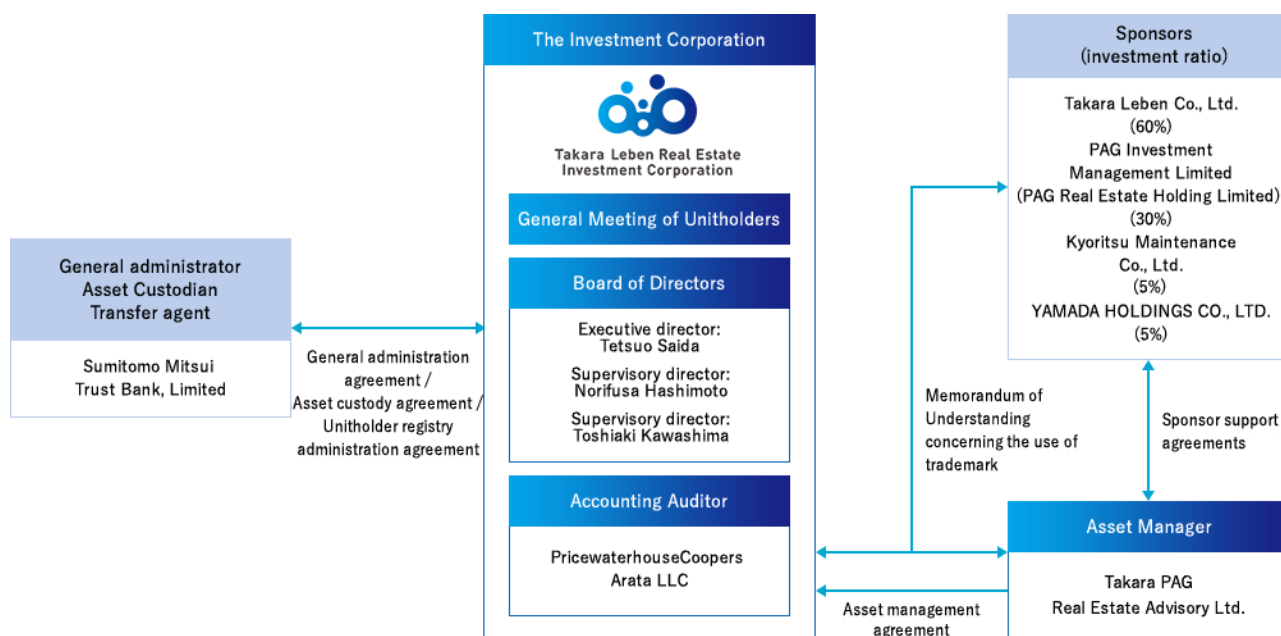 The Investment Corporation
Takara Leben Real Estate
Investment Corporation
General Meeting of Unitholders
Board of Directors
Executive director:
Tetsuo Saida
Supervisory director:
Norifusa Hashimoto
Supervisory director:
Toshiaki Kawashima
Accounting Auditor
PricewaterhouseCoopers
Arata LLC
General administrator
Asset Custodian
Transfer agent
Sumitomo Mitsui
Trust Bank, Limited
General administration
agreement /
Asset custody agreement /
Unitholder registry
administration agreement
Sponsors
(investment ratio)
Takara Leben Co., Ltd.
(60%)
PAG Investment
Management Limited
(PAG Real Estate Holding Limited)
(30%)
Kyoritsu Maintenance
Co., Ltd.
(5%)
YAMADA HOLDINGS CO., LTD.
(5%)
Memorandum of
Understanding
concerning the use of
trademark
Sponsor support
agreements
Asset Manager
Takara PAG
Real Estate Advisory Ltd.
Asset management
agreement